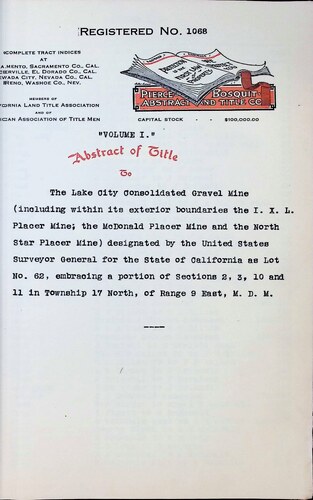 REGISTERED NO. 1068
COMPLETE TRACT INDICES
AT
SACRAMENTO, SACRAMENTO CO., CAL.
PLACERVILLE, EL DORADO CO., CAL.
NEVADA CITY, NEVADA CO., CAL.
RENO, WASHOE CO., NEV.
MEMBERS OF
CALIFORNIA LAND TITLE ASSOCIATION
AND OF
AMERICAN ASSOCIATION OF TITLE MEN
PIERCE BOSQUIT
ABSTRACT AND TITLE CO
CAPITAL STOCK - - $100,000.00
"VOLUME I."
Abstract of Title
To
The Lake City Consolidated Gravel Mine
(including within its exterior boundaries the I. X. L.
Placer Mine; the McDonald Placer Mine and the North
Star Placer Mine) designated by the United States
Surveyor General for the State of California as Lot
No. 62, embracing a portion of Sections 2, 3, 10 and
11 in Township 17 North, of Range 9 East, M. D. M.
----